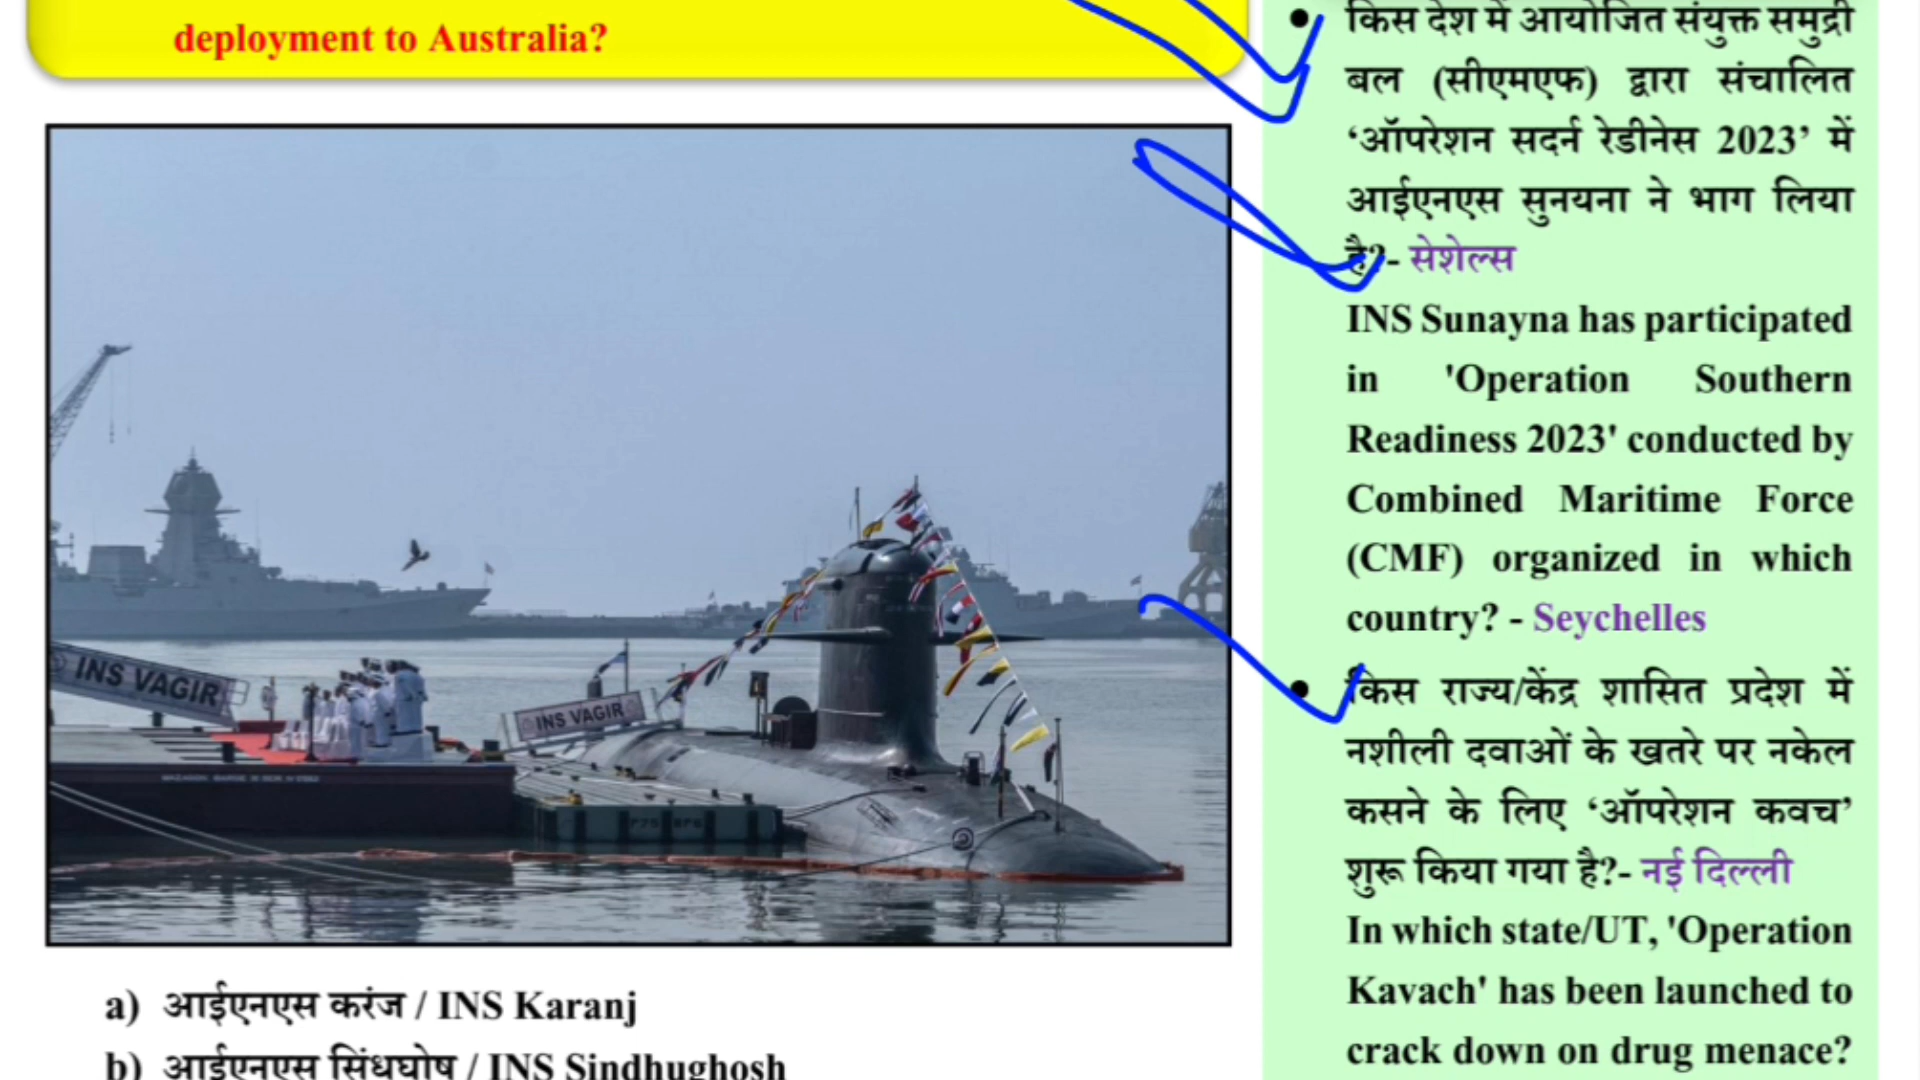 deployment to Australia?
INS VAGIR
INS VAGIR
a) आईएनएस करंज / INS Karanj
b) आईएनएस सिंधुघोष / INS Sindhughosh
• किस देश में आयोजित संयुक्त समुद्री
बल (सीएमएफ) द्वारा संचालित
‘ऑपरेशन सदर्न रेडीनेस 2023’ में
आईएनएस सुनयना ने भाग लिया
है?- सेशेल्स
INS Sunayna has participated
in 'Operation Southern
Readiness 2023' conducted by
Combined Maritime Force
(CMF) organized in which
country? - Seychelles
• किस राज्य/केंद्र शासित प्रदेश में
नशीली दवाओं के खतरे पर नकेल
कसने के लिए ‘ऑपरेशन कवच’
शुरू किया गया है?- नई दिल्ली
In which state/UT, 'Operation
Kavach' has been launched to
crack down on drug menace?